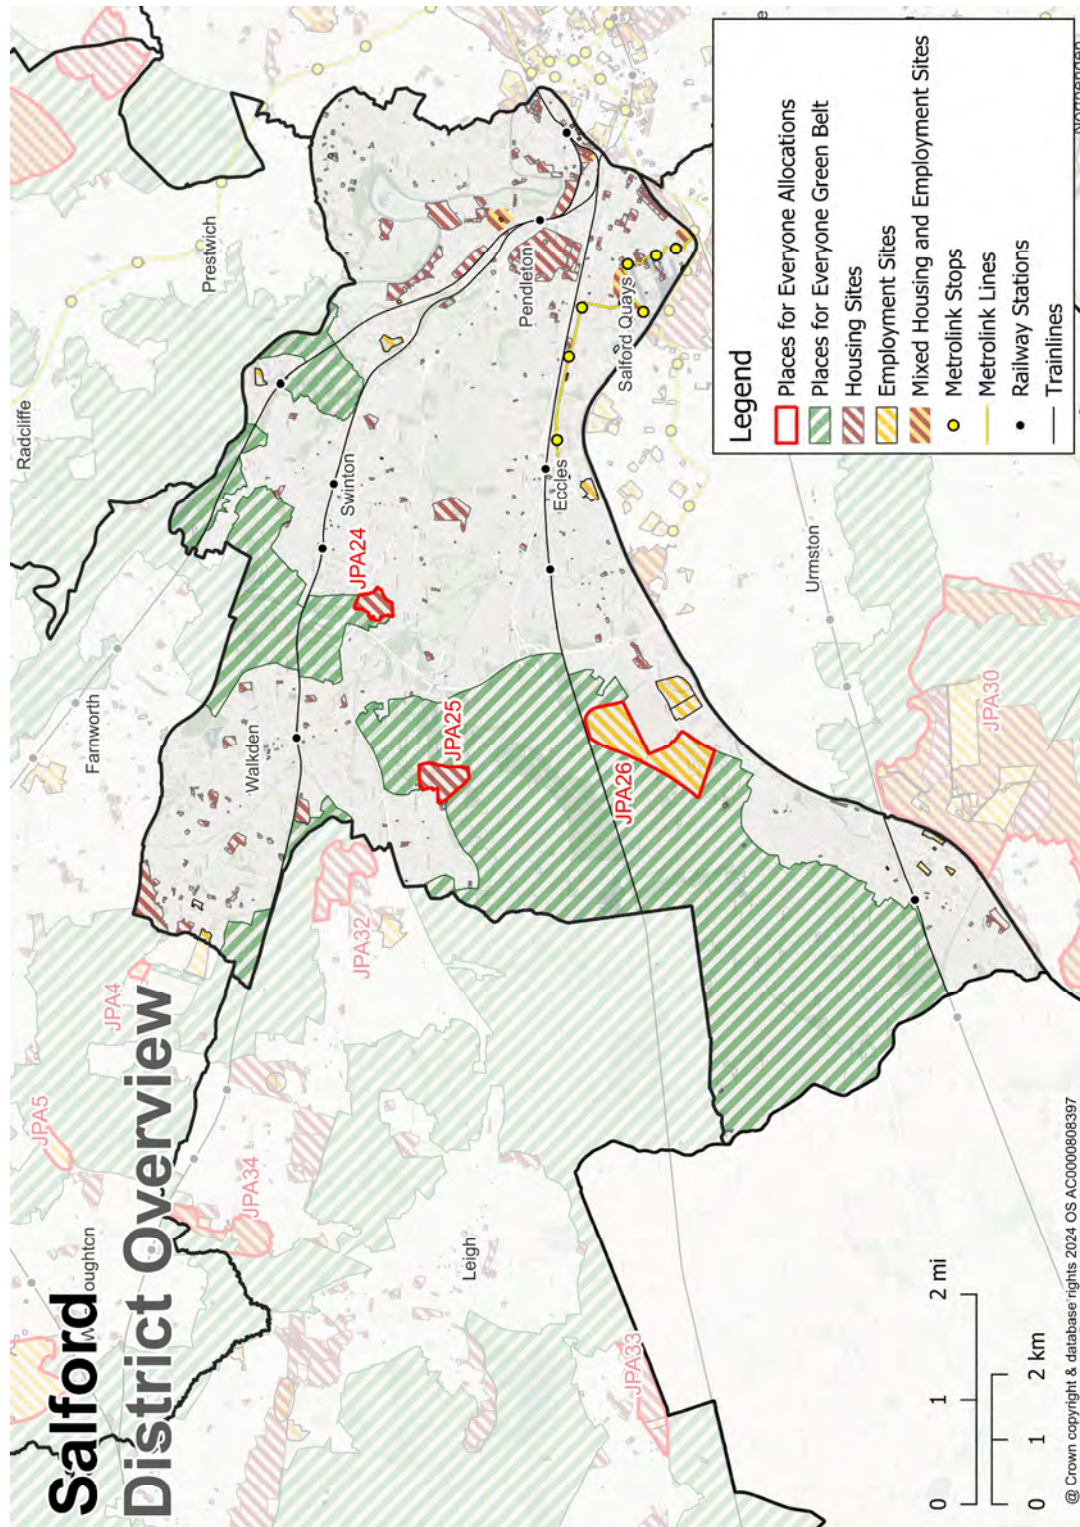 Salford
District Overview
Radcliffe
Prestwich
Farnworth
Walkden
Swinton
Pendleton
Salford Quays
Eccles
Urmston
Leigh
oughton
Northenden
JPA24
JPA25
JPA26
JPA4
JPA5
JPA30
JPA32
JPA33
JPA34
Legend
Places for Everyone Allocations
Places for Everyone Green Belt
Housing Sites
Employment Sites
Mixed Housing and Employment Sites
Metrolink Stops
Metrolink Lines
Railway Stations
Trainlines
0 1 2 mi
0 1 2 km
@ Crown copyright & database rights 2024 OS AC0000808397